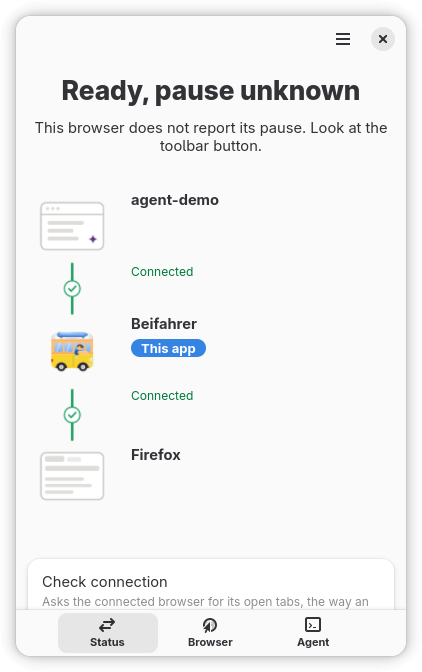 Ready, pause unknown
This browser does not report its pause. Look at the
toolbar button.
agent-demo
Connected
Beifahrer
This app
Connected
Firefox
Check connection
Asks the connected browser for its open tabs, the way an
Status
Browser
Agent